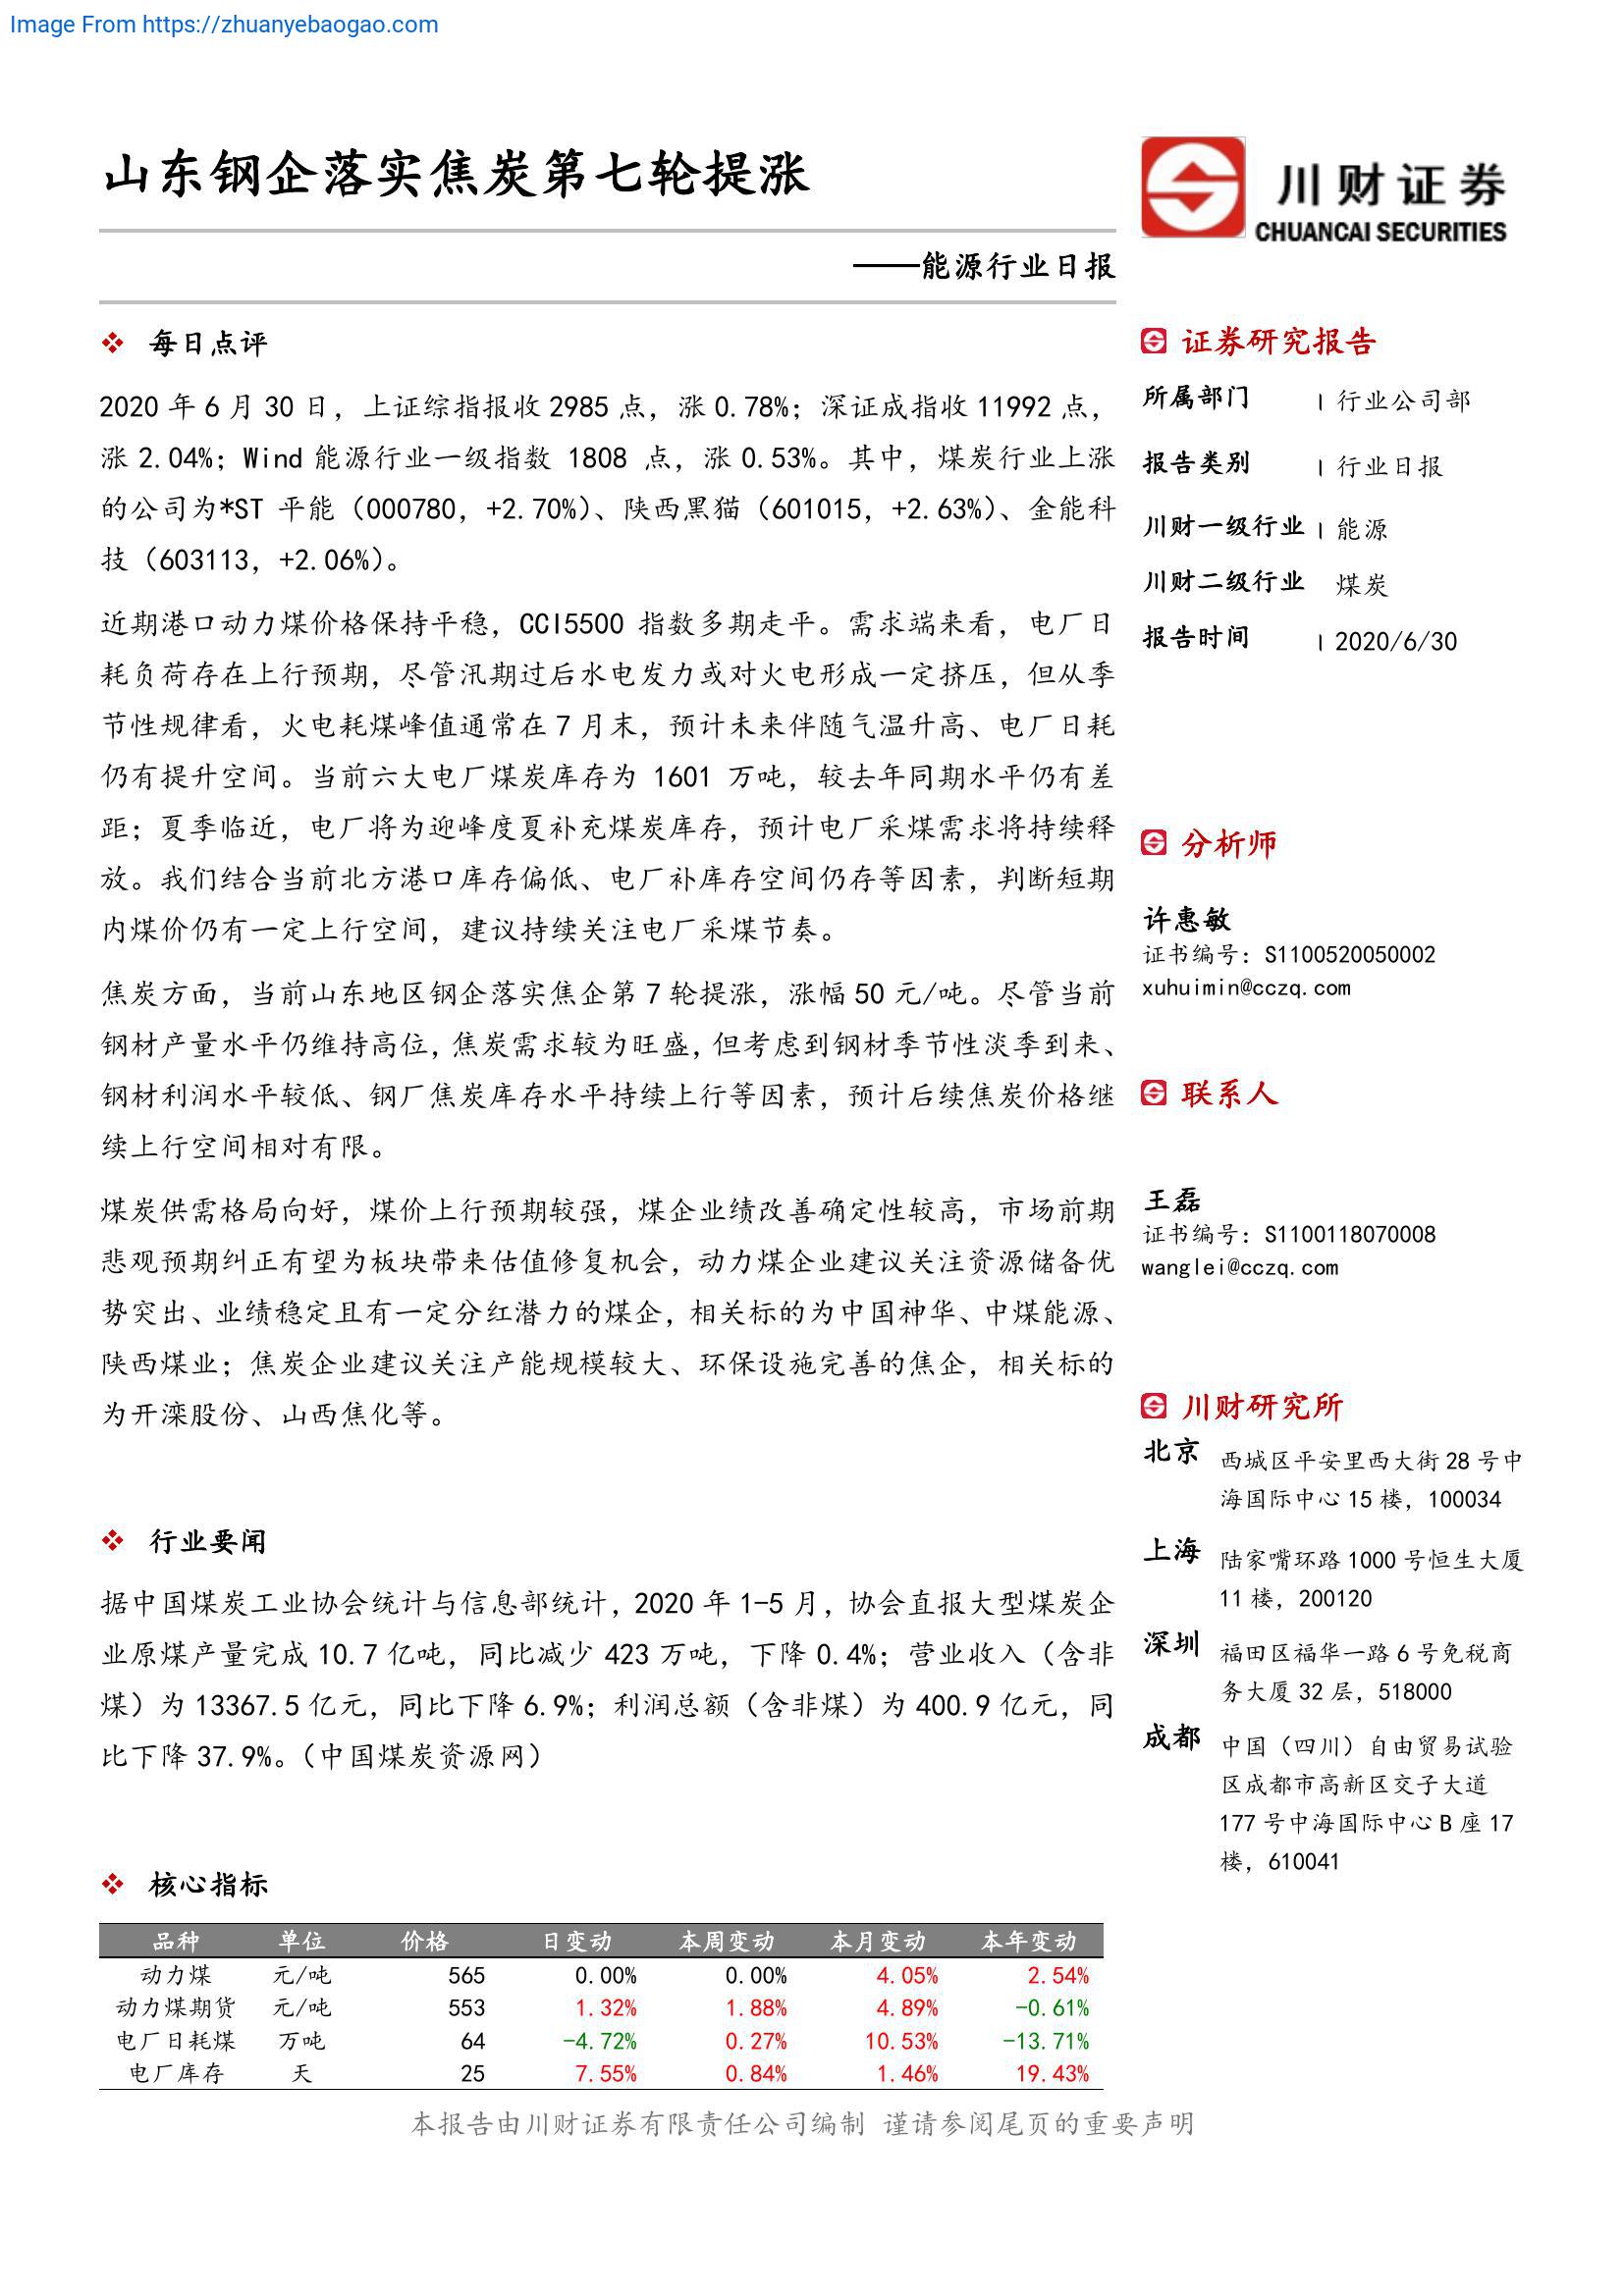 Image From https://zhuanyebaogao.com
山东钢企落实焦炭第七轮提涨
川财证券
CHUANCAI SECURITIES
——能源行业日报
每日点评
2020 年 6 月 30 日，上证综指报收 2985 点，涨 0.78%；深证成指收 11992 点，
涨 2.04%；Wind 能源行业一级指数 1808 点，涨 0.53%。其中，煤炭行业上涨
的公司为*ST 平能（000780，+2.70%）、陕西黑猫（601015，+2.63%）、金能科
技（603113，+2.06%）。
近期港口动力煤价格保持平稳，CCI5500 指数多期走平。需求端来看，电厂日
耗负荷存在上行预期，尽管汛期过后水电发力或对火电形成一定挤压，但从季
节性规律看，火电耗煤峰值通常在 7 月末，预计未来伴随气温升高、电厂日耗
仍有提升空间。当前六大电厂煤炭库存为 1601 万吨，较去年同期水平仍有差
距；夏季临近，电厂将为迎峰度夏补充煤炭库存，预计电厂采煤需求将持续释
放。我们结合当前北方港口库存偏低、电厂补库存空间仍存等因素，判断短期
内煤价仍有一定上行空间，建议持续关注电厂采煤节奏。
焦炭方面，当前山东地区钢企落实焦企第 7 轮提涨，涨幅 50 元/吨。尽管当前
钢材产量水平仍维持高位，焦炭需求较为旺盛，但考虑到钢材季节性淡季到来、
钢材利润水平较低、钢厂焦炭库存水平持续上行等因素，预计后续焦炭价格继
续上行空间相对有限。
煤炭供需格局向好，煤价上行预期较强，煤企业绩改善确定性较高，市场前期
悲观预期纠正有望为板块带来估值修复机会，动力煤企业建议关注资源储备优
势突出、业绩稳定且有一定分红潜力的煤企，相关标的为中国神华、中煤能源、
陕西煤业；焦炭企业建议关注产能规模较大、环保设施完善的焦企，相关标的
为开滦股份、山西焦化等。
行业要闻
据中国煤炭工业协会统计与信息部统计，2020 年 1-5 月，协会直报大型煤炭企
业原煤产量完成 10.7 亿吨，同比减少 423 万吨，下降 0.4%；营业收入（含非
煤）为 13367.5 亿元，同比下降 6.9%；利润总额（含非煤）为 400.9 亿元，同
比下降 37.9%。（中国煤炭资源网）
核心指标
品种 单位 价格 日变动 本周变动 本月变动 本年变动
动力煤 元/吨 565 0.00% 0.00% 4.05% 2.54%
动力煤期货 元/吨 553 1.32% 1.88% 4.89% -0.61%
电厂日耗煤 万吨 64 -4.72% 0.27% 10.53% -13.71%
电厂库存 天 25 7.55% 0.84% 1.46% 19.43%
证券研究报告
所属部门 | 行业公司部
报告类别 | 行业日报
川财一级行业 | 能源
川财二级行业 煤炭
报告时间 | 2020/6/30
分析师
许惠敏
证书编号：S1100520050002
xuhuimin@cczq.com
联系人
王磊
证书编号：S1100118070008
wanglei@cczq.com
川财研究所
北京 西城区平安里西大街 28 号中
海国际中心 15 楼，100034
上海 陆家嘴环路 1000 号恒生大厦
11 楼，200120
深圳 福田区福华一路 6 号免税商
务大厦 32 层，518000
成都 中国（四川）自由贸易试验
区成都市高新区交子大道
177 号中海国际中心 B 座 17
楼，610041
本报告由川财证券有限责任公司编制 谨请参阅尾页的重要声明